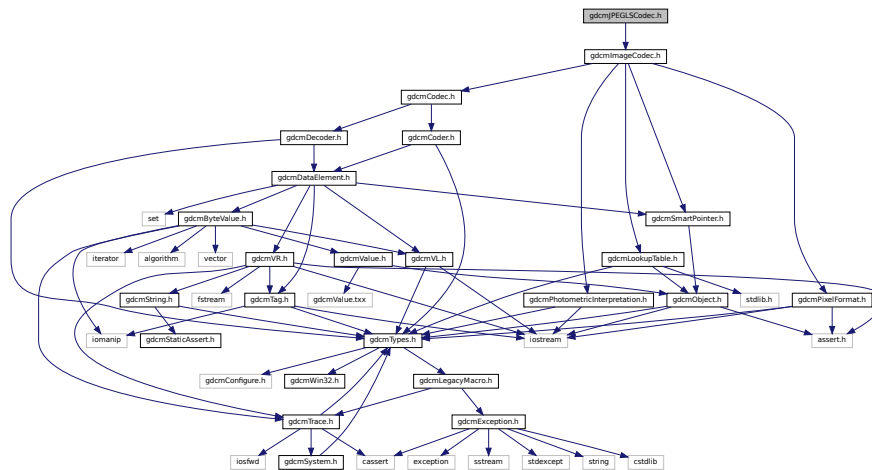 gdcmJPEGLSCodec.h
gdcmImageCodec.h
gdcmCodec.h
gdcmDecoder.h
gdcmCoder.h
gdcmDataElement.h
set
gdcmByteValue.h
gdcmSmartPointer.h
iterator
algorithm
vector
gdcmVR.h
gdcmValue.h
gdcmVL.h
gdcmLookupTable.h
gdcmString.h
fstream
gdcmTag.h
gdcmValue.txx
gdcmPhotometricInterpretation.h
gdcmObject.h
stdlib.h
gdcmPixelFormat.h
iomanip
gdcmStaticAssert.h
gdcmTypes.h
iostream
assert.h
gdcmConfigure.h
gdcmWin32.h
gdcmLegacyMacro.h
gdcmTrace.h
gdcmException.h
iosfwd
gdcmSystem.h
cassert
exception
sstream
stdexcept
string
cstdlib